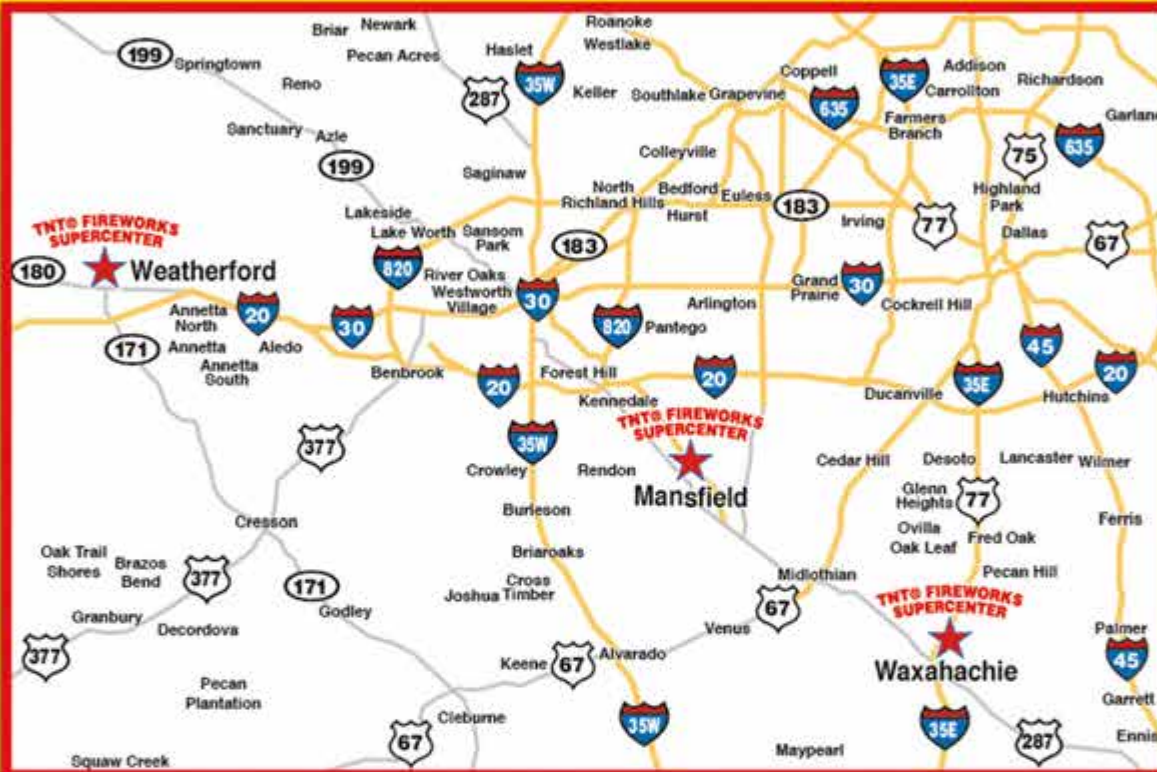 Roanoke
Newark
Briar
Westlake
Haslet
Pecan Acres
199
Springtown
35W
Coppell
35E
Addison
Carrollton
Richardson
Reno
287
Keller
Southlake
Grapevine
635
Farmers
Branch
Garland
Sanctuary
Azle
199
Colleyville
75
635
Saginaw
North
Richland Hills
Bedford
Hurst
Euless
183
Highland
Park
Lakeside
Lake Worth
Sansom
Park
Irving
77
Dallas
67
TNT® FIREWORKS
SUPERCENTER
180
Weatherford
820
183
River Oaks
Westworth
Village
30
Grand
Prairie
30
Arlington
Cockrell Hill
Annetta
North
20
30
820
Pantego
45
171
Annetta
Annetta
South
Aledo
Benbrook
20
Forest Hill
20
Kennedale
Ducanville
35E
Hutchins
20
TNT® FIREWORKS
SUPERCENTER
Mansfield
377
35W
Crowley
Rendon
Cedar Hill
Desoto
Lancaster
Wilmer
Glenn
Heights
77
Burleson
Cresson
Ferris
Ovilla
Oak Leaf
Fred Oak
Oak Trail
Shores
Brazos
Bend
377
171
Briaroaks
Cross
Timber
Joshua
Midlothian
Pecan Hill
TNT® FIREWORKS
SUPERCENTER
Waxahachie
Godley
Granbury
Decordova
67
Venus
Palmer
377
Keene
67
Alvarado
45
Pecan
Plantation
Garrett
Cleburne
35W
35E
67
287
Ennis
Maypearl
Squaw Creek